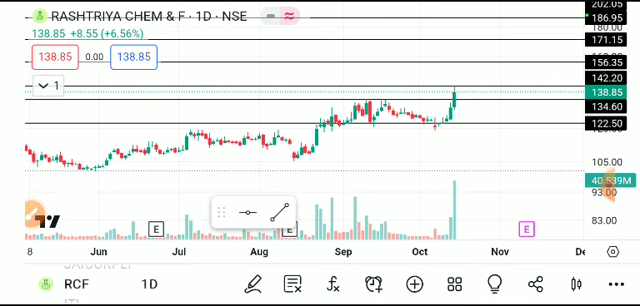 RASHTRIYA CHEM & F · 1D · NSE
138.85 +8.55 (+6.56%)
138.85 0.00 138.85
1
202.05
186.95
180.00
171.15
156.35
142.20
138.85
134.60
122.50
105.00
40.539M
93.00
83.00
E E E
8 Jun Jul Aug Sep Oct Nov De
RCF 1D